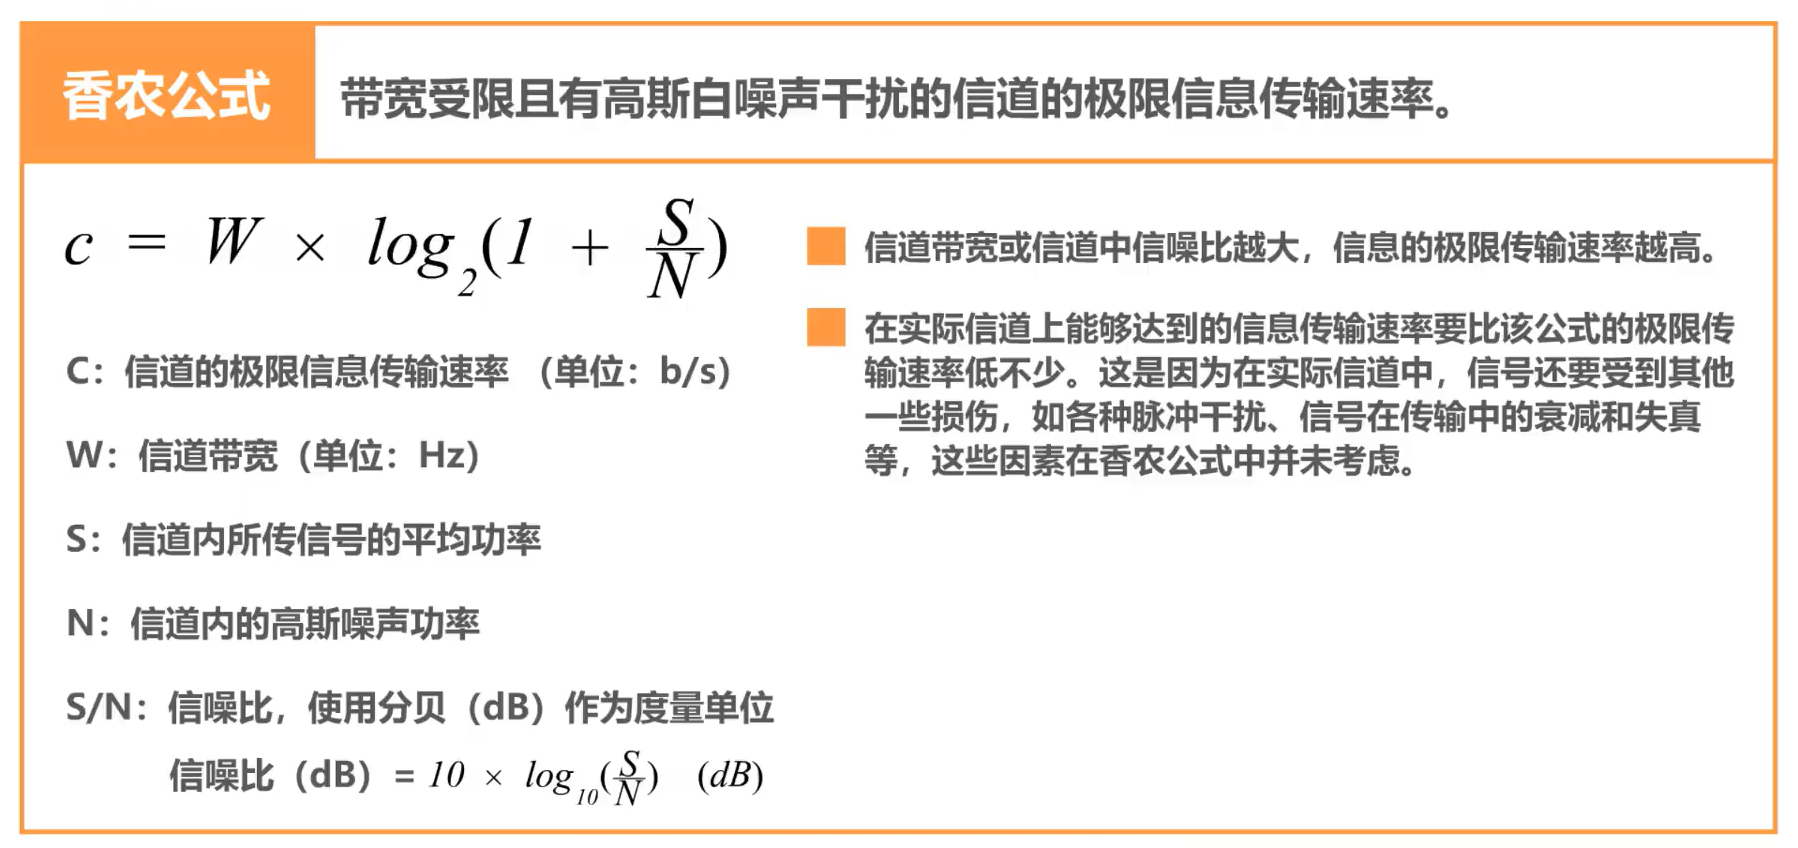 香农公式
带宽受限且有高斯白噪声干扰的信道的极限信息传输速率。
c = W × log₂(1 + S/N)
C：信道的极限信息传输速率 （单位：b/s）
W：信道带宽（单位：Hz）
S：信道内所传信号的平均功率
N：信道内的高斯噪声功率
S/N：信噪比，使用分贝（dB）作为度量单位
信噪比（dB）= 10 × log₁₀(S/N) (dB)
信道带宽或信道中信噪比越大，信息的极限传输速率越高。
在实际信道上能够达到的信息传输速率要比该公式的极限传
输速率低不少。这是因为在实际信道中，信号还要受到其他
一些损伤，如各种脉冲干扰、信号在传输中的衰减和失真
等，这些因素在香农公式中并未考虑。